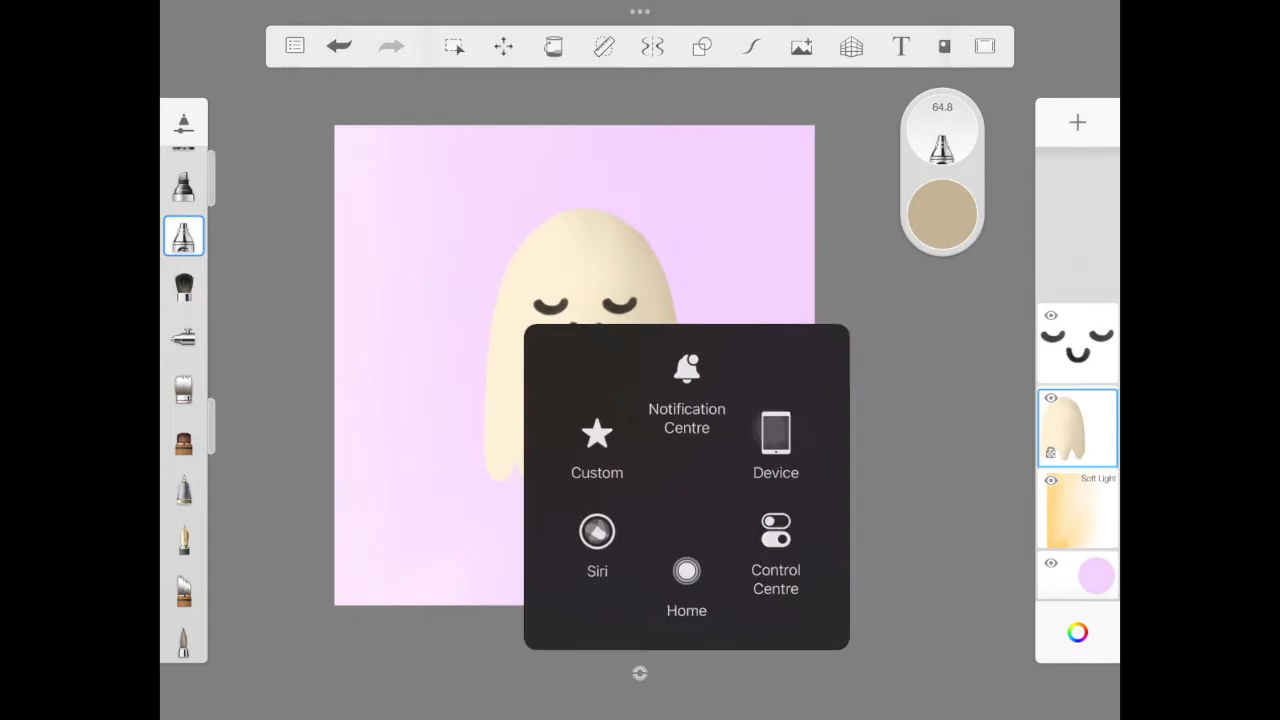 64.8
Notification
Centre
Custom
Device
Siri
Control
Centre
Home
Soft Light
T